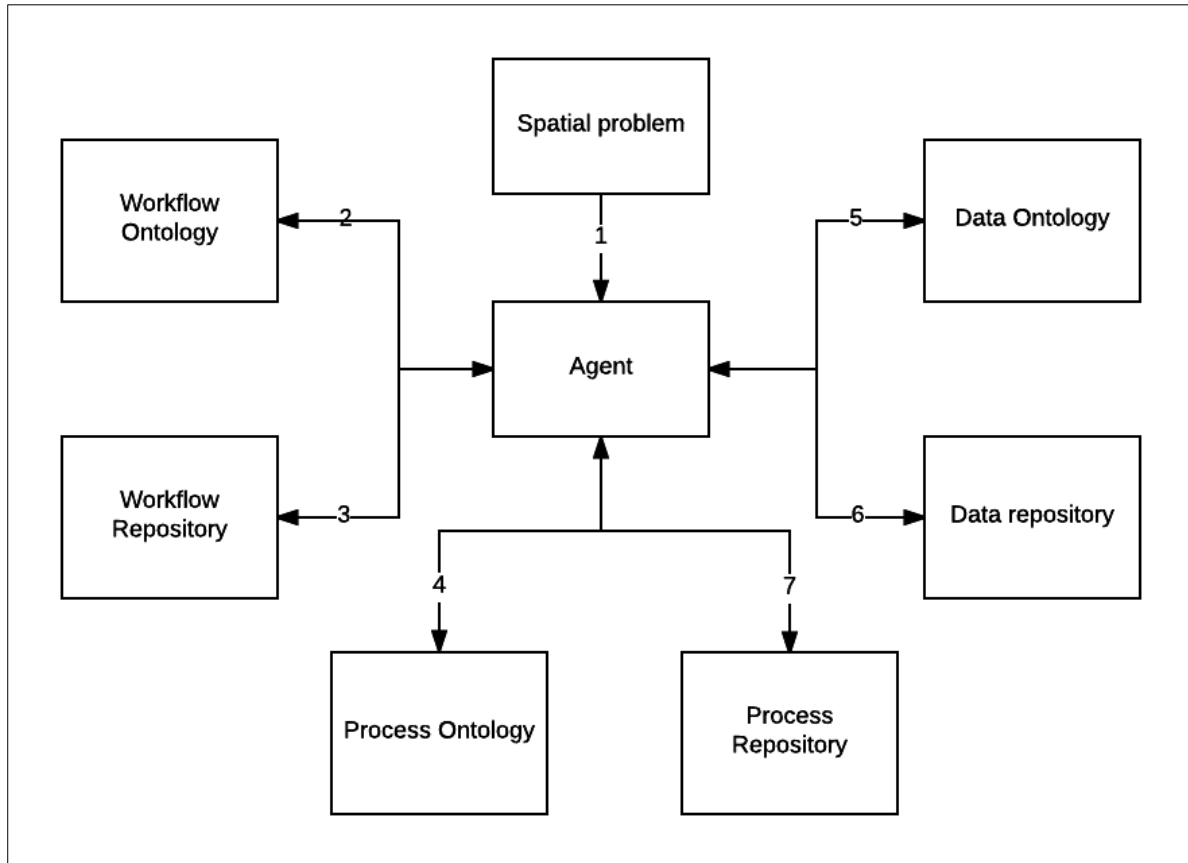 Spatial problem
Workflow
Ontology
2
1
5
Data Ontology
Agent
Workflow
Repository
3
6
Data repository
4
7
Process Ontology
Process
Repository